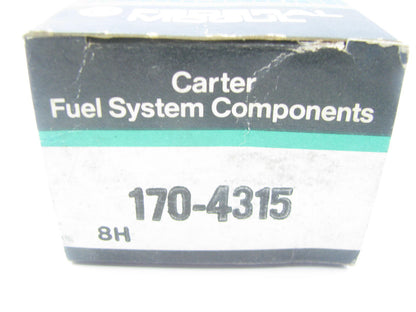 Carter
Fuel System Components
170-4315
8H